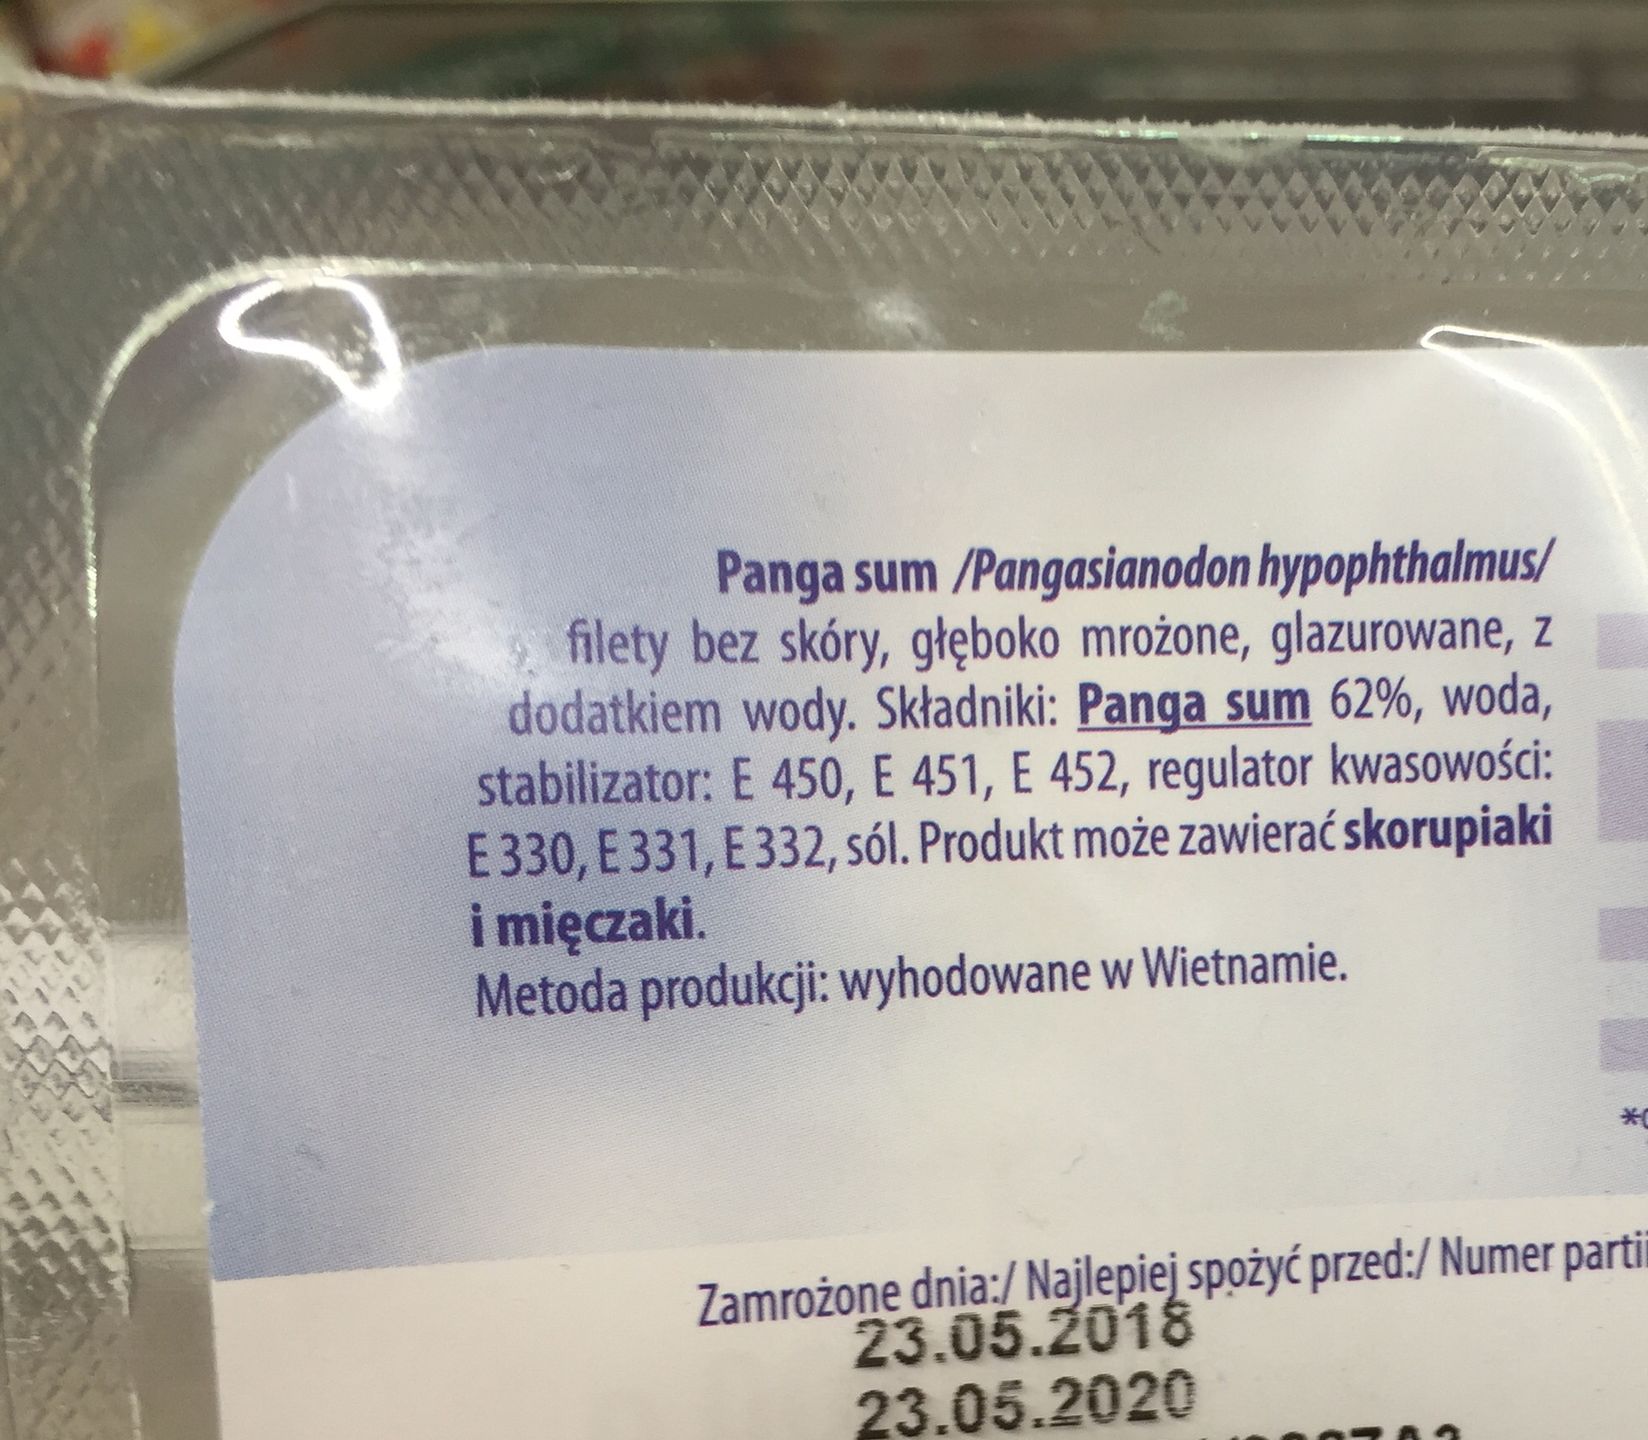 Panga sum /Pangasianodon hypophthalmus/
filety bez skóry, głęboko mrożone, glazurowane, z
dodatkiem wody. Składniki: Panga sum 62%, woda,
stabilizator: E 450, E 451, E 452, regulator kwasowości:
E 330, E 331, E 332, sól. Produkt może zawierać skorupiaki
i mięczaki.
Metoda produkcji: wyhodowane w Wietnamie.
Zamrożone dnia:/ Najlepiej spożyć przed:/ Numer partii
23.05.2018
23.05.2020